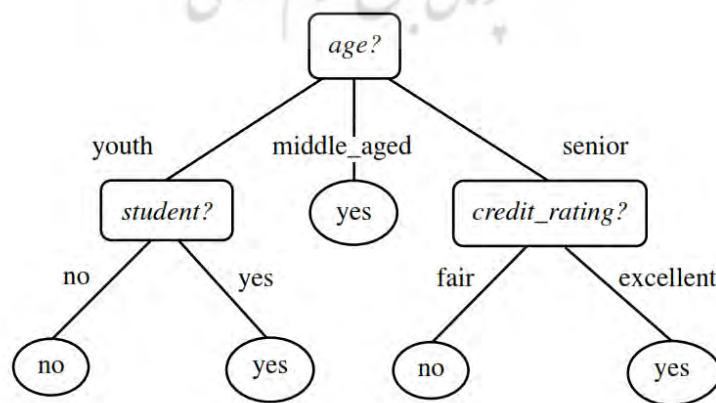 age?
youth middle_aged senior
student? yes credit_rating?
no yes fair excellent
no yes no yes